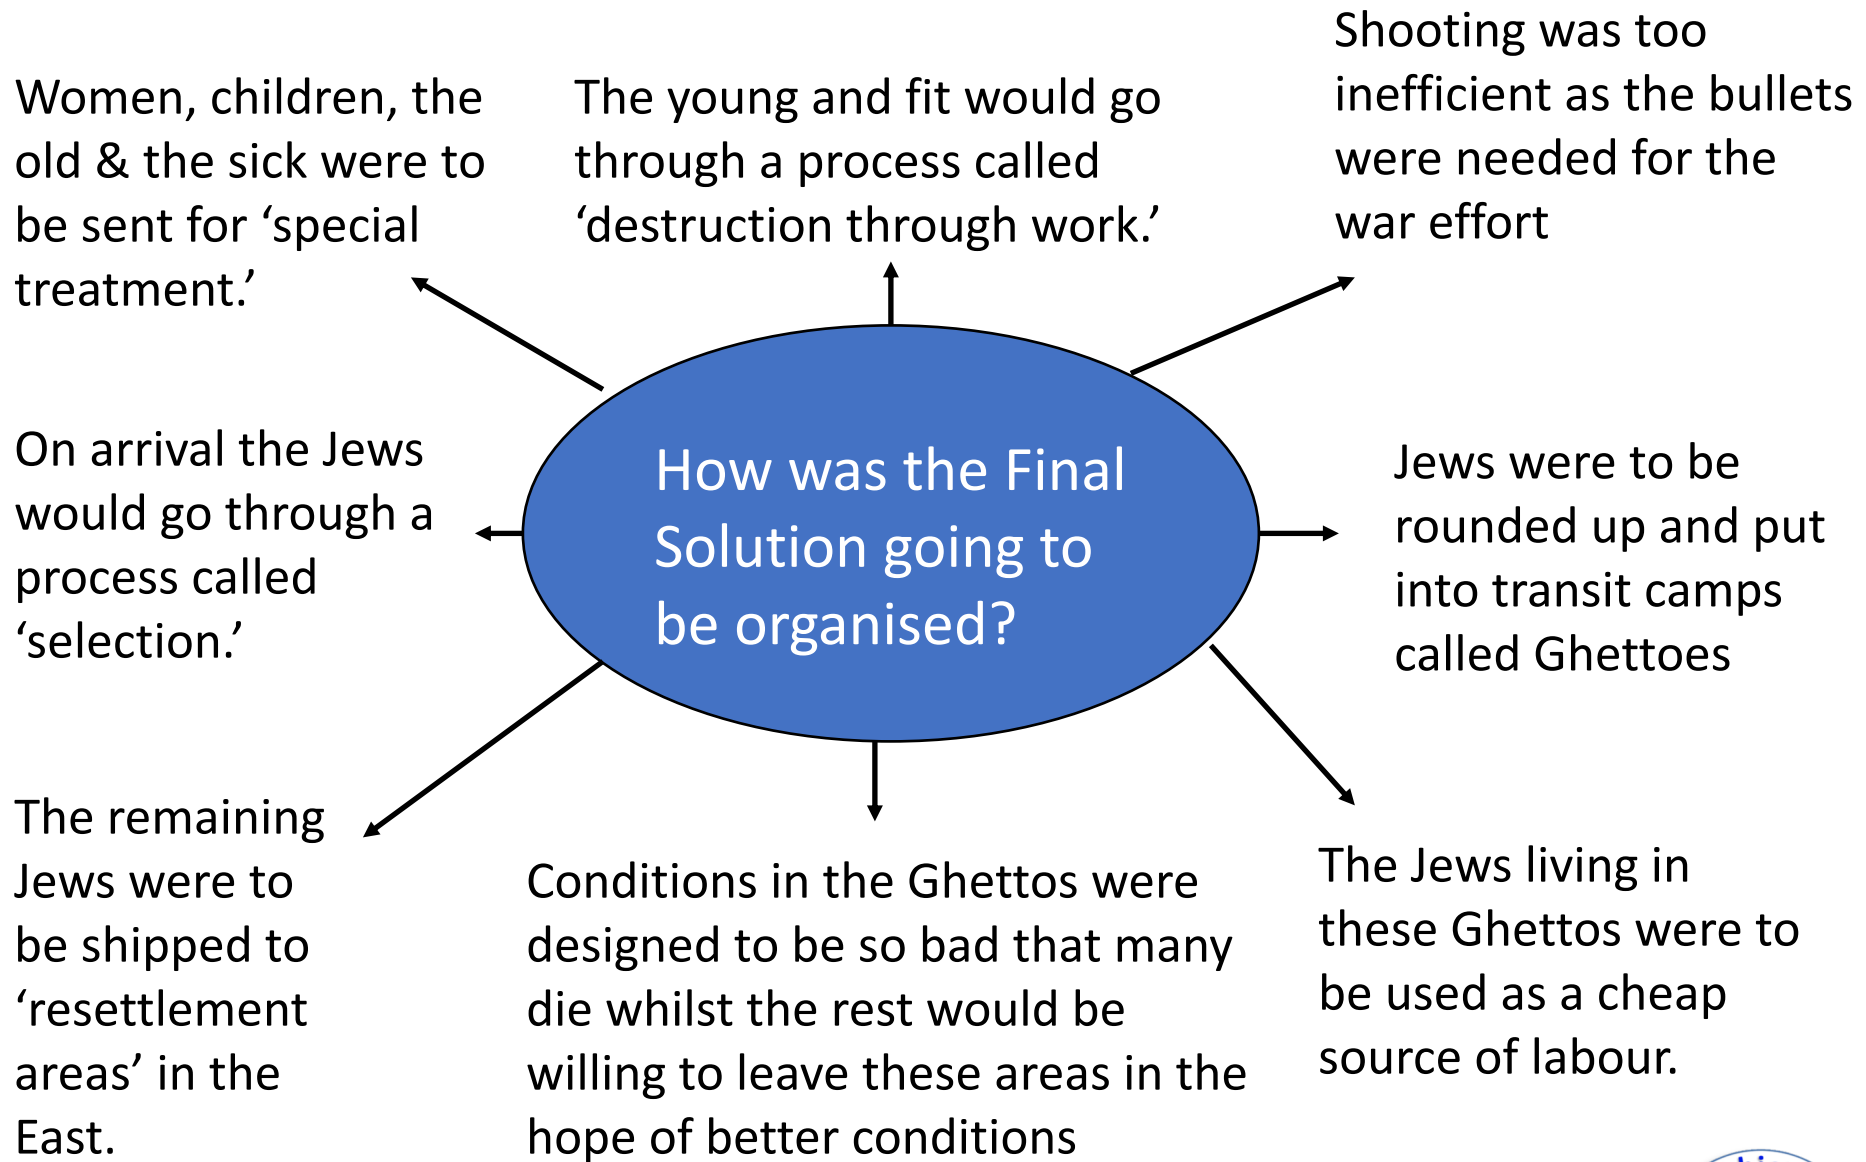 How was the Final
Solution going to
be organised?
Shooting was too
inefficient as the bullets
were needed for the
war effort
Jews were to be
rounded up and put
into transit camps
called Ghettoes
The Jews living in
these Ghettos were to
be used as a cheap
source of labour.
Conditions in the Ghettos were
designed to be so bad that many
die whilst the rest would be
willing to leave these areas in the
hope of better conditions
The remaining
Jews were to
be shipped to
‘resettlement
areas’ in the
East.
On arrival the Jews
would go through a
process called
‘selection.’
Women, children, the
old & the sick were to
be sent for ‘special
treatment.’
The young and fit would go
through a process called
‘destruction through work.’